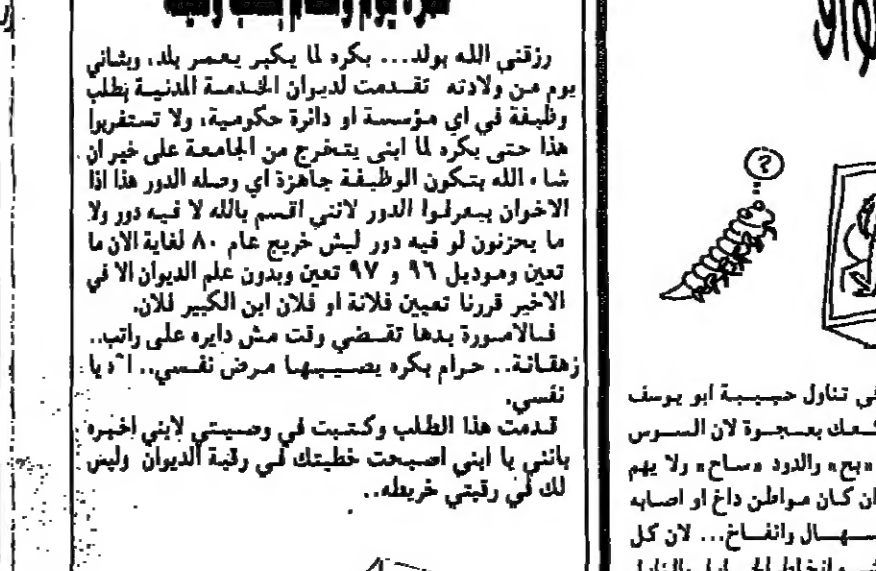 رزقني الله بولد... بكره لما يكبر يعمر بلد، وبثاني
يوم من ولادته تقدمت لديوان الخدمة المدنية بطلب
وظيفة في اي مؤسسة او دائرة حكومية، ولا تستغربوا
هذا حتى بكره لما ابني يتخرج من الجامعة على خير ان
شاء الله بتكون الوظيفة جاهزة اي وصله الدور هذا اذا
الاخوان بيعرفوا الدور لانني اقسم بالله لا فيه دور ولا
ما يحزنون لو فيه دور ليش خريج عام ٨٠ لغاية الان ما
تعين وموديل ٩٦ و ٩٧ تعين وبدون علم الديوان الا في
الاخير قررنا تعيين فلانة او فلان ابن الكبير فلان.
فالامورة بدها تقضي وقت مش دايره على راتب..
زهقانة.. حرام بكره يصيبها مرض نفسي.. آه يا
نفسي.
قدمت هذا الطلب وكتبت في وصيتي لابني اخبره
بانني يا ابني اصبحت خطيتك في رقبة الديوان وليس
لك في رقبتي خريطه..
?
في تناول حبيبة ابو يوسف
كعك بعجوة لان السوس
«بح» والدود «ساح» ولا يهم
ان كان مواطن داخ او اصابه
سهال وانفاخ... لان كل